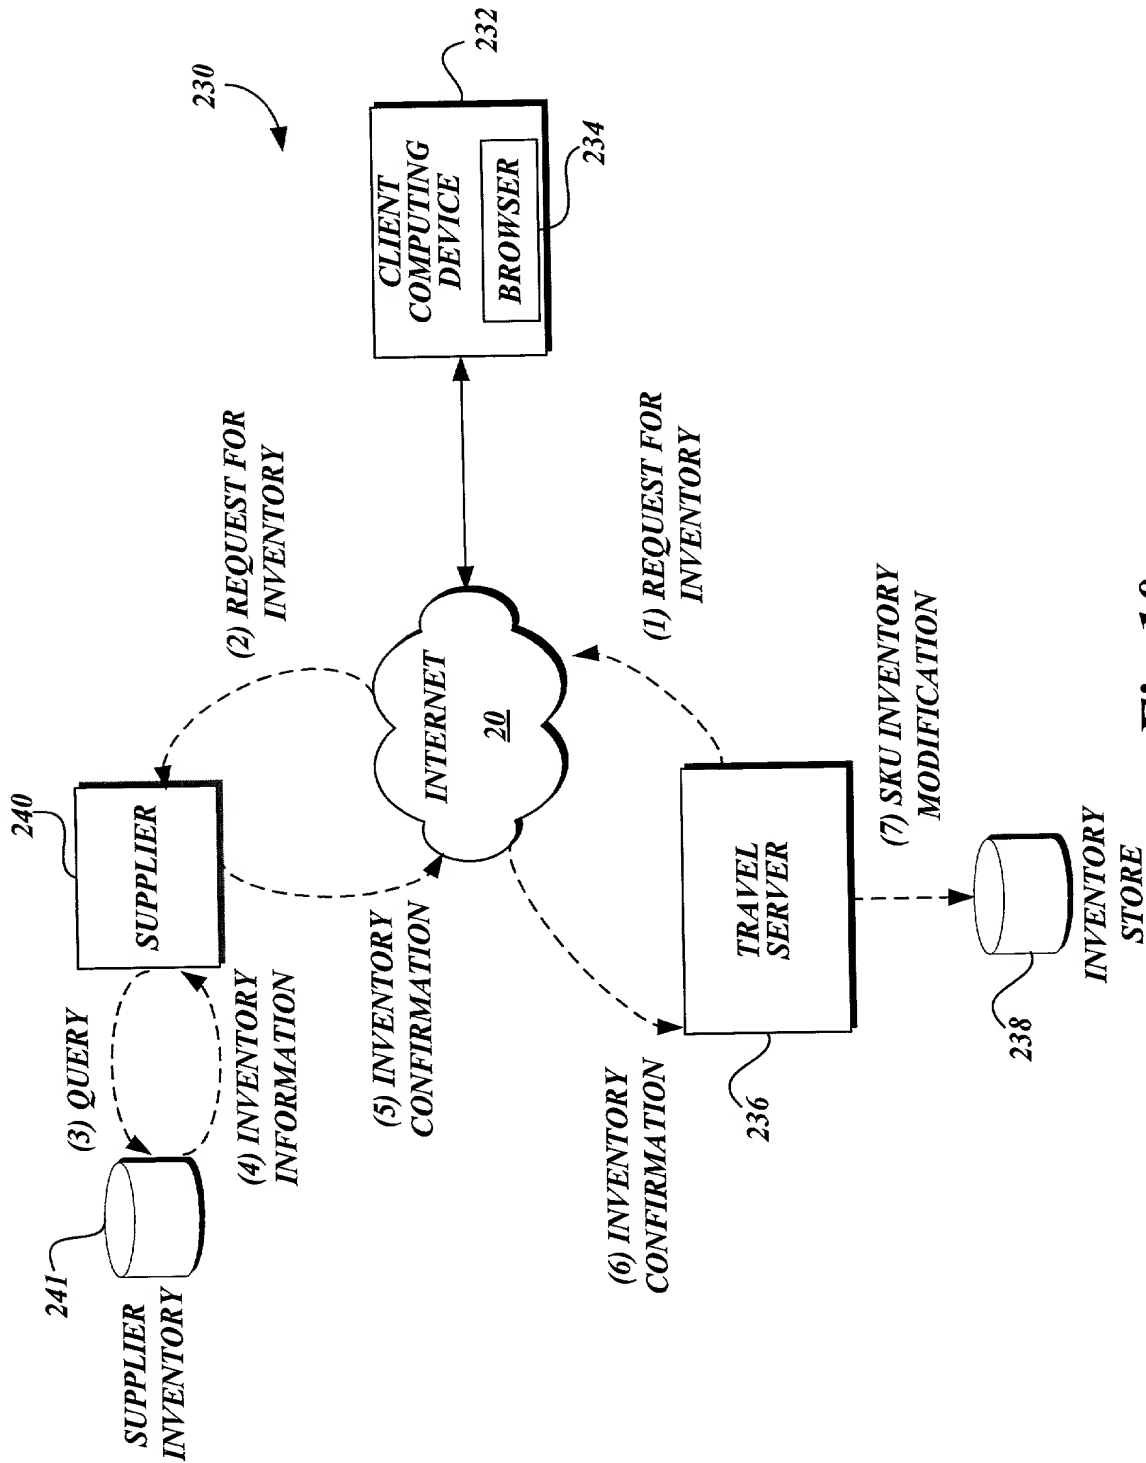 230
232
CLIENT
COMPUTING
DEVICE
BROWSER
234
(2) REQUEST FOR
INVENTORY
(1) REQUEST FOR
INVENTORY
240
SUPPLIER
INTERNET
20
(3) QUERY
(4) INVENTORY
INFORMATION
(5) INVENTORY
CONFIRMATION
(6) INVENTORY
CONFIRMATION
241
SUPPLIER
INVENTORY
TRAVEL
SERVER
236
(7) SKU INVENTORY
MODIFICATION
238
INVENTORY
STORE